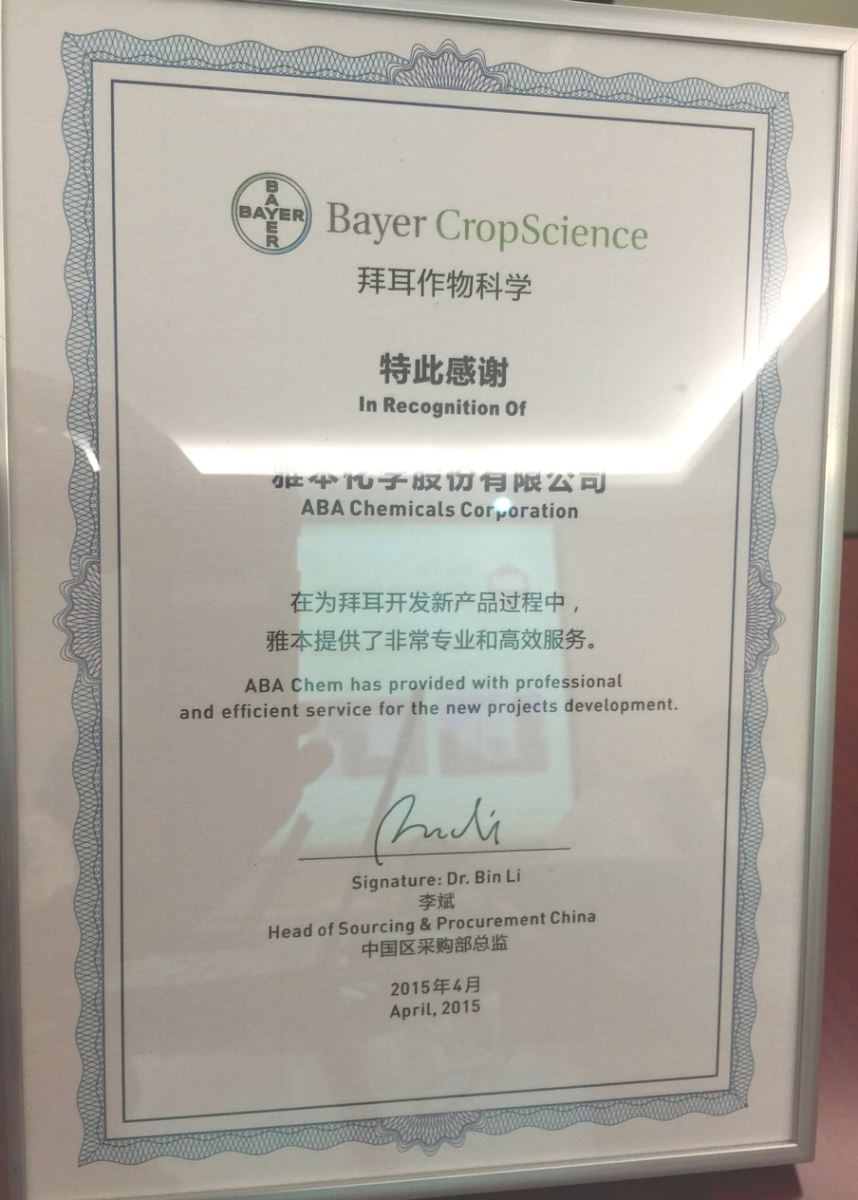 BAYER
BAYER
Bayer CropScience
拜耳作物科学
特此感谢
In Recognition Of
雅本化学股份有限公司
ABA Chemicals Corporation
在为拜耳开发新产品过程中，
雅本提供了非常专业和高效服务。
ABA Chem has provided with professional
and efficient service for the new projects development.
Signature: Dr. Bin Li
李斌
Head of Sourcing & Procurement China
中国区采购部总监
2015年4月
April, 2015